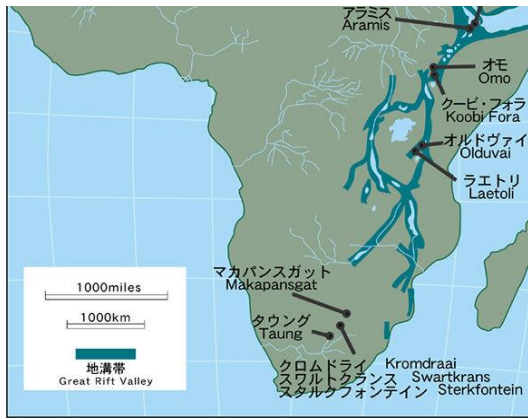 アラミス
Aramis
オモ
Omo
クービ・フォラ
Koobi Fora
オルドヴァイ
Olduvai
ラエトリ
Laetoli
マカパンスガット
Makapansgat
タウング
Taung
クロムドライ Kromdraai
スワルトクランス Swartkrans
スタルクフォンテイン Sterkfontein
1000miles
1000km
地溝帯
Great Rift Valley